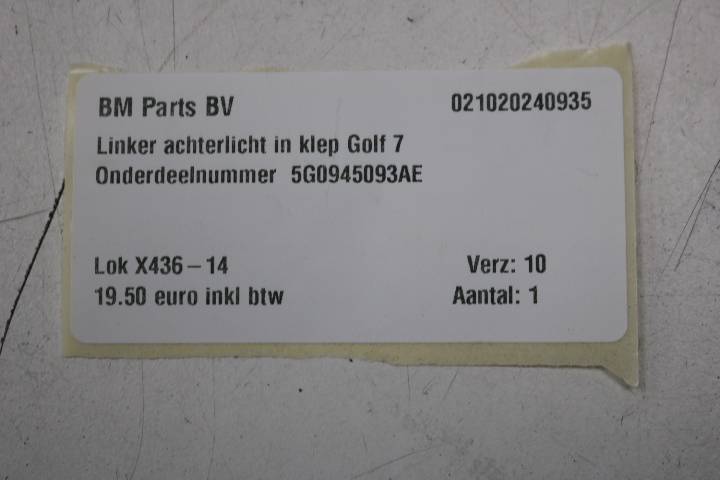 BM Parts BV 021020240935
Linker achterlicht in klep Golf 7
Onderdeelnummer 5G0945093AE
Lok X436-14 Verz: 10
19.50 euro inkl btw Aantal: 1